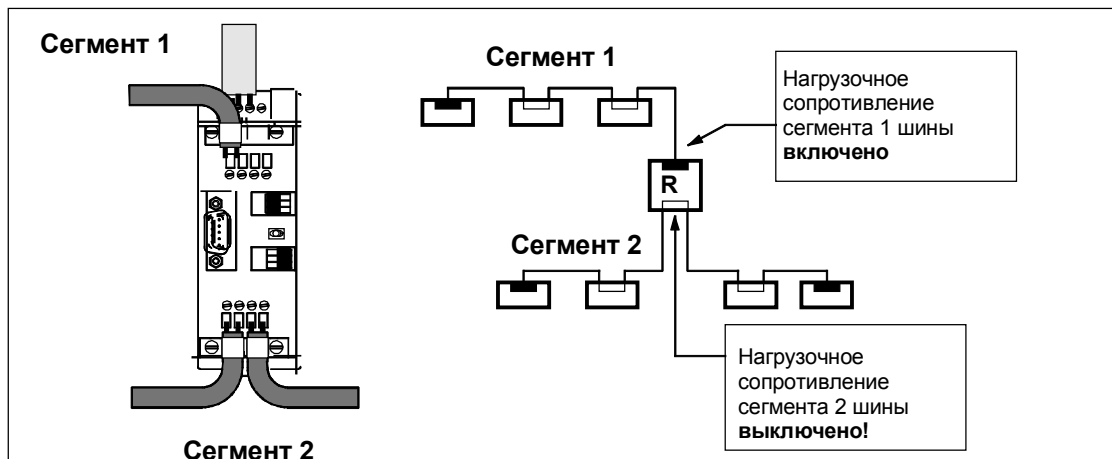 Сегмент 1
Сегмент 1
Нагрузочное
сопротивление
сегмента 1 шины
включено
R
Сегмент 2
Нагрузочное
сопротивление
сегмента 2 шины
выключено!
Сегмент 2